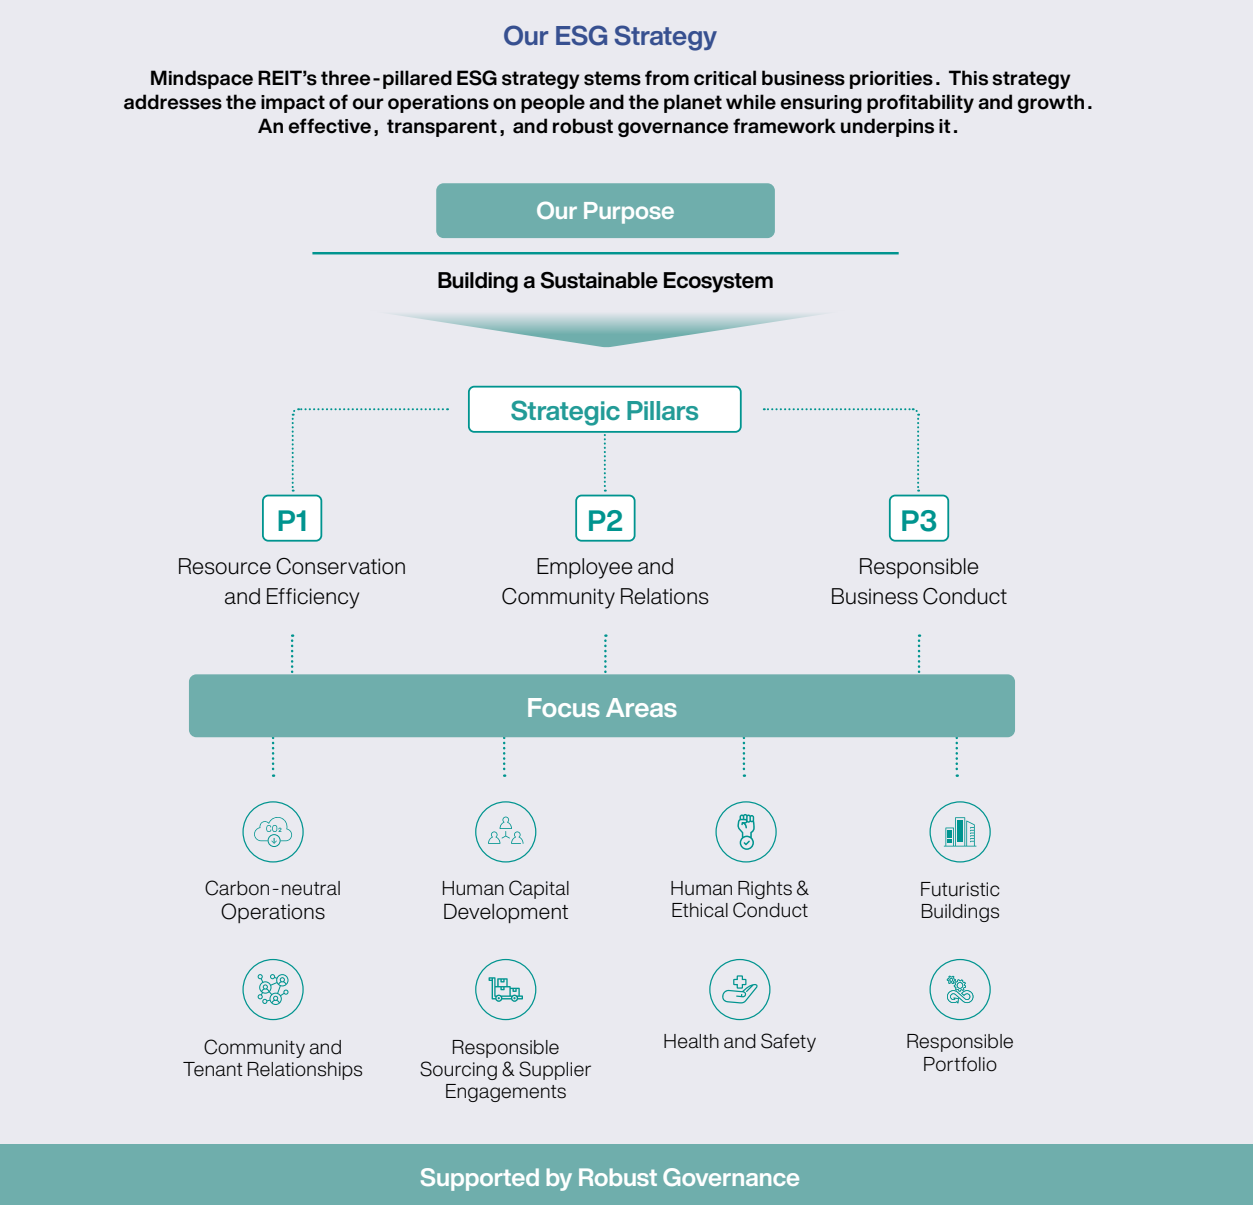 Our ESG Strategy
Mindspace REIT's three-pillared ESG strategy stems from critical business priorities. This strategy
addresses the impact of our operations on people and the planet while ensuring profitability and growth.
An effective, transparent, and robust governance framework underpins it.
Our Purpose
Building a Sustainable Ecosystem
Strategic Pillars
P1
Resource Conservation
and Efficiency
P2
Employee and
Community Relations
P3
Responsible
Business Conduct
Focus Areas
CO₂
Carbon-neutral
Operations
Human Capital
Development
Human Rights &
Ethical Conduct
Futuristic
Buildings
Community and
Tenant Relationships
Responsible
Sourcing & Supplier
Engagements
Health and Safety
Responsible
Portfolio
Supported by Robust Governance